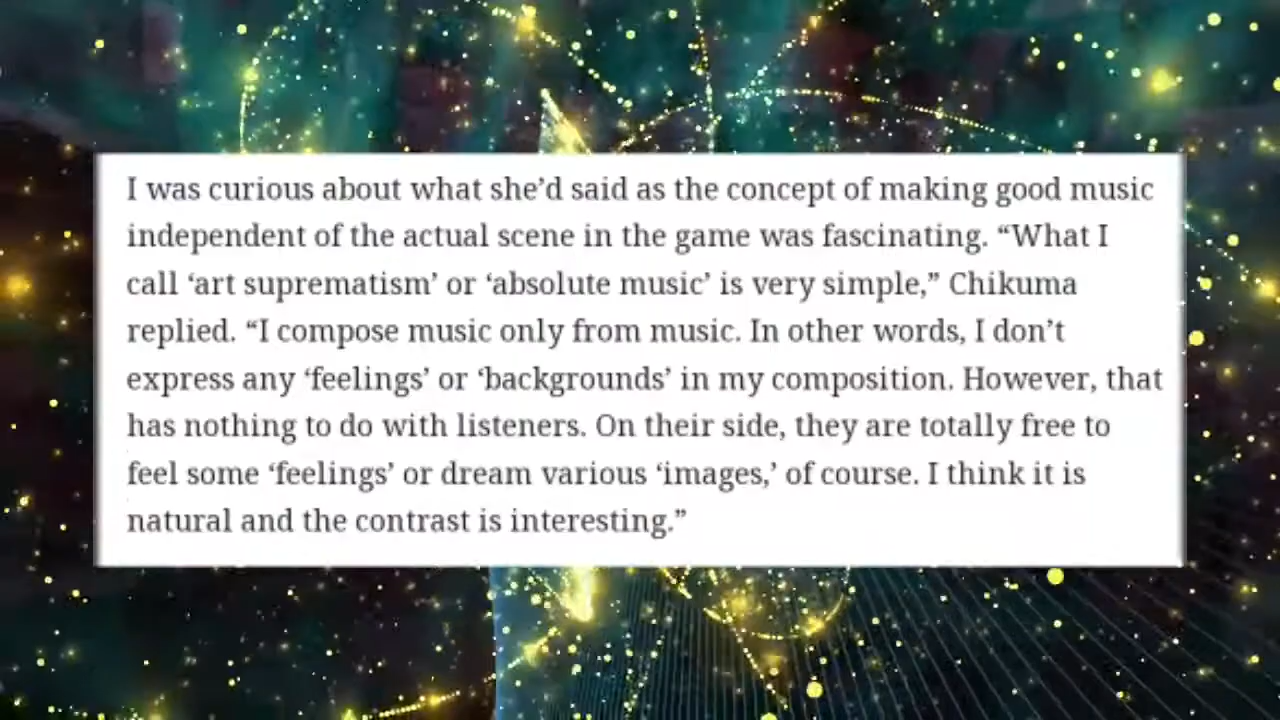 I was curious about what she’d said as the concept of making good music
independent of the actual scene in the game was fascinating. “What I
call ‘art suprematism’ or ‘absolute music’ is very simple,” Chikuma
replied. “I compose music only from music. In other words, I don’t
express any ‘feelings’ or ‘backgrounds’ in my composition. However, that
has nothing to do with listeners. On their side, they are totally free to
feel some ‘feelings’ or dream various ‘images,’ of course. I think it is
natural and the contrast is interesting.”